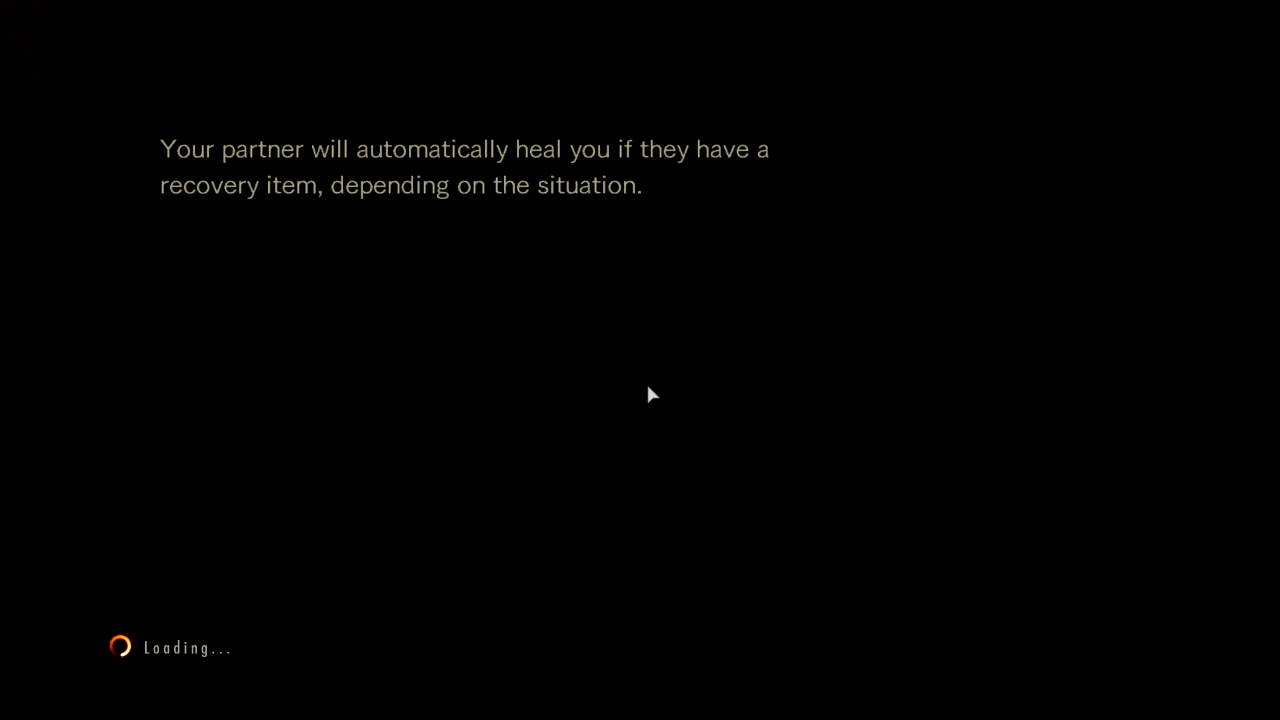 Your partner will automatically heal you if they have a
recovery item, depending on the situation.
Loading...